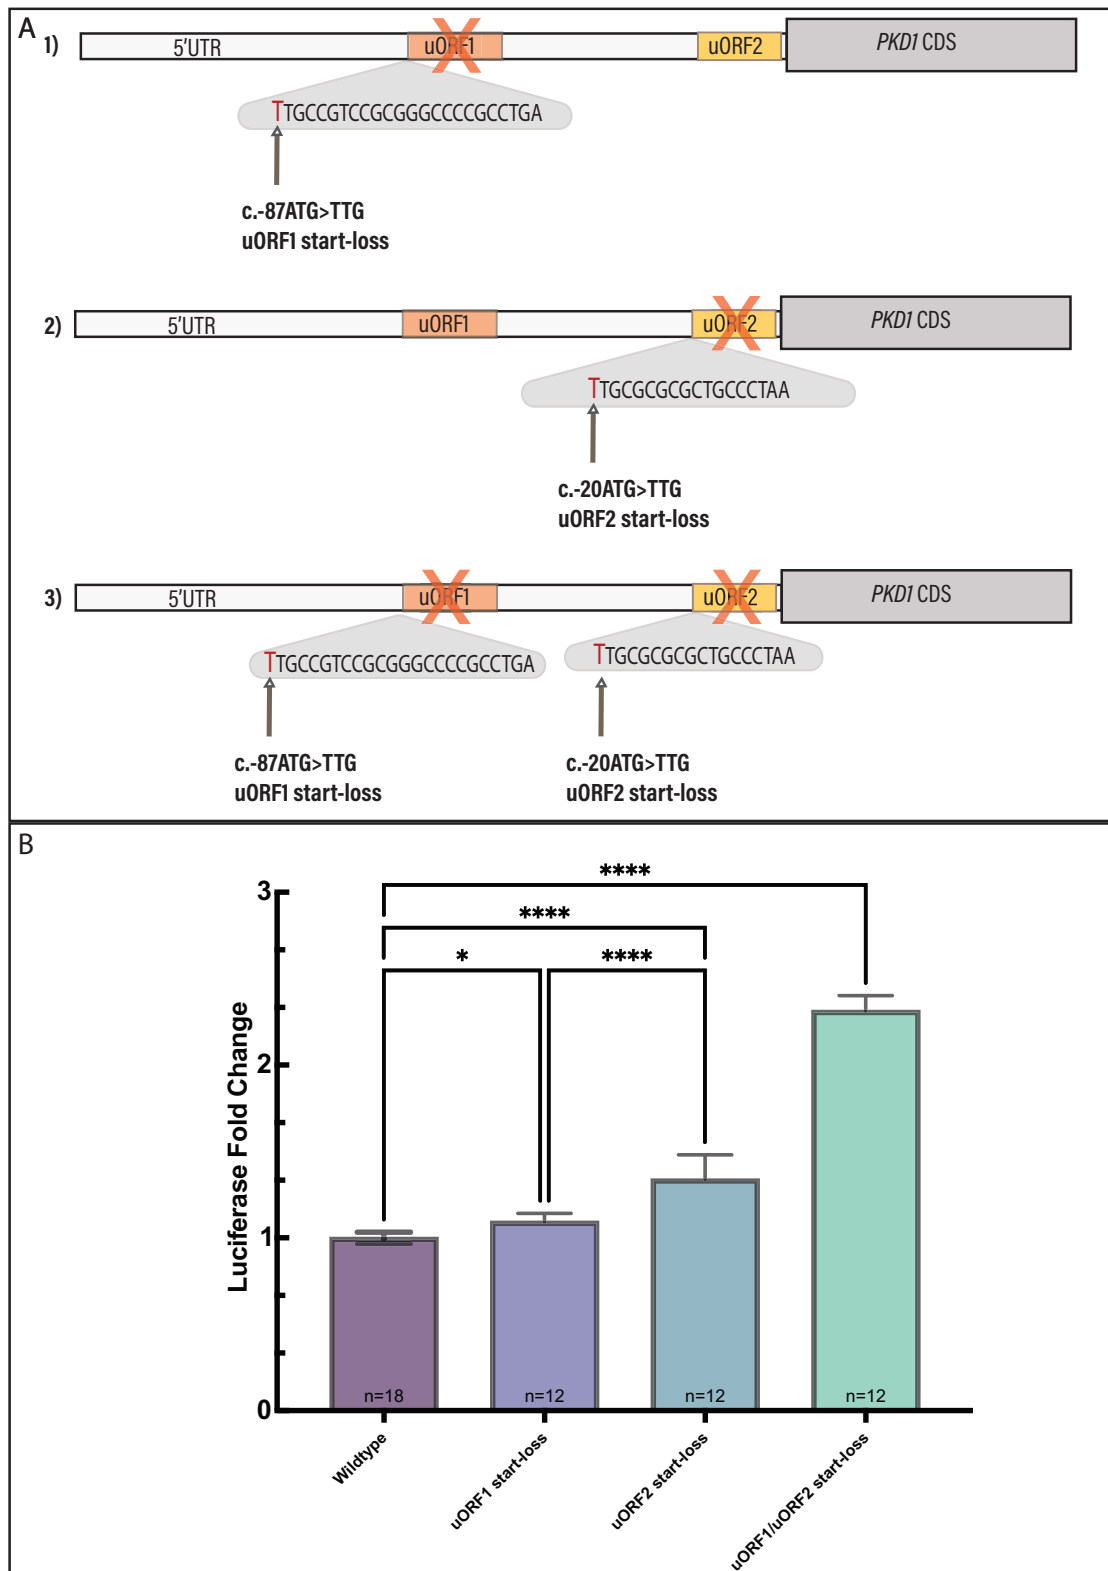 A
1)
5'UTR
uORF1
uORF2
PKD1 CDS
TTGCCGTCCGCGGGCCCCGCCTGA
c.-87ATG>TTG
uORF1 start-loss
2)
5'UTR
uORF1
uORF2
PKD1 CDS
TTGCGCGCGCTGCCCTAA
c.-20ATG>TTG
uORF2 start-loss
3)
5'UTR
uORF1
uORF2
PKD1 CDS
TTGCCGTCCGCGGGCCCCGCCTGA
TTGCGCGCGCTGCCCTAA
c.-87ATG>TTG
uORF1 start-loss
c.-20ATG>TTG
uORF2 start-loss
B
****
****
*
****
3
2
1
0
Luciferase Fold Change
n=18
n=12
n=12
n=12
Wildtype
uORF1 start-loss
uORF2 start-loss
uORF1/uORF2 start-loss